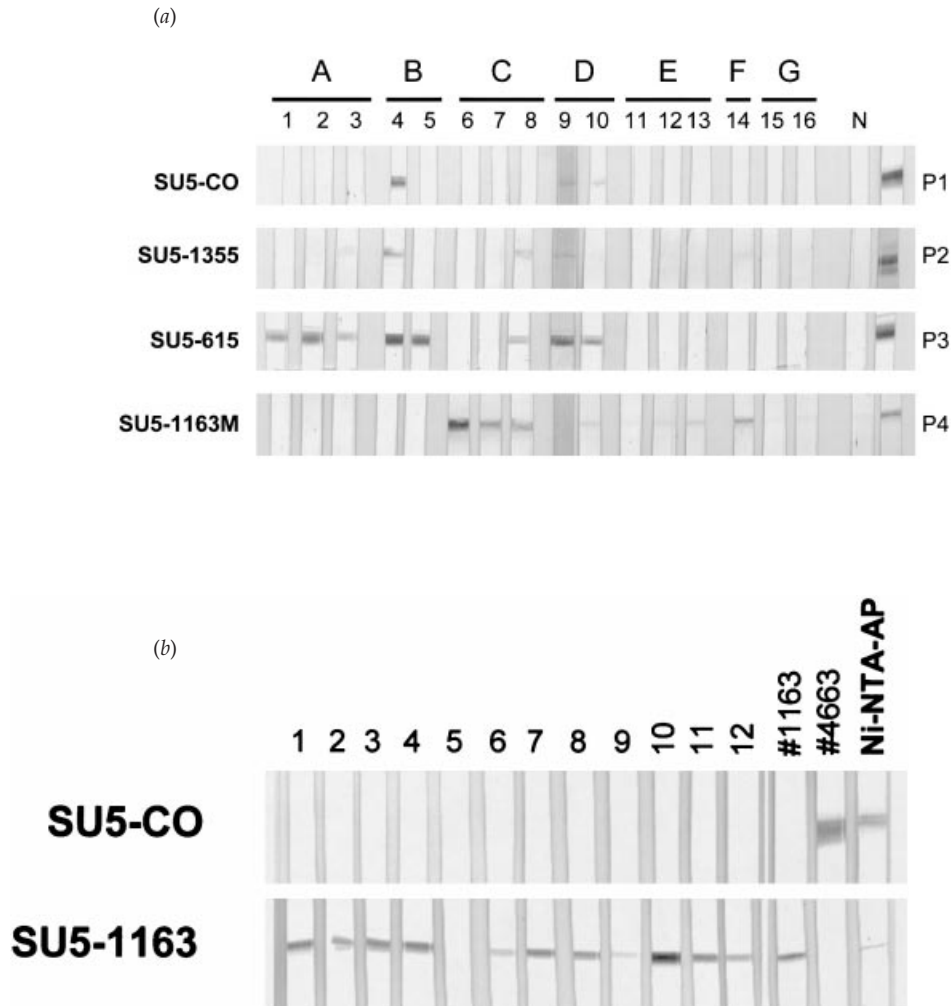 (a)
A B C D E F G
1 2 3 4 5 6 7 8 9 10 11 12 13 14 15 16 N
SU5-CO P1
SU5-1355 P2
SU5-615 P3
SU5-1163M P4
(b)
1 2 3 4 5 6 7 8 9 10 11 12 #1163 #4663 Ni-NTA-AP
SU5-CO
SU5-1163